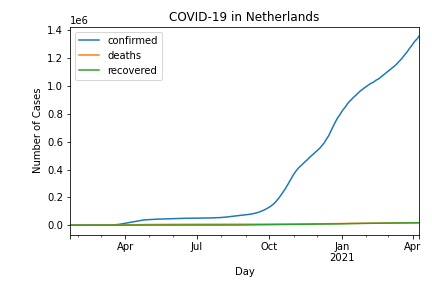 COVID-19 in Netherlands
1e6
confirmed
deaths
recovered
1.4
1.2
1.0
0.8
0.6
0.4
0.2
0.0
Number of Cases
Apr
Jul
Oct
Jan
2021
Apr
Day